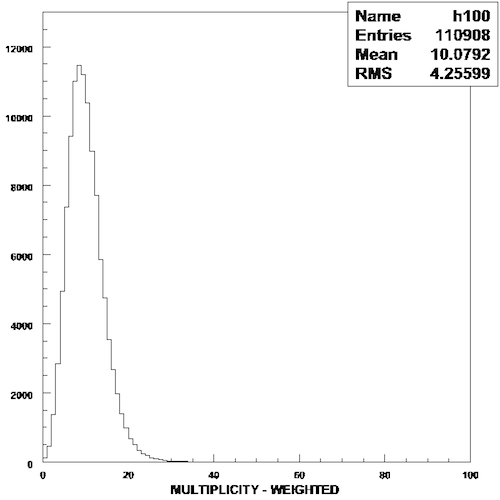 Name h100
Entries 110908
Mean 10.0792
RMS 4.25599
12000
10000
8000
6000
4000
2000
0
0 20 40 60 80 100
MULTIPLICITY - WEIGHTED